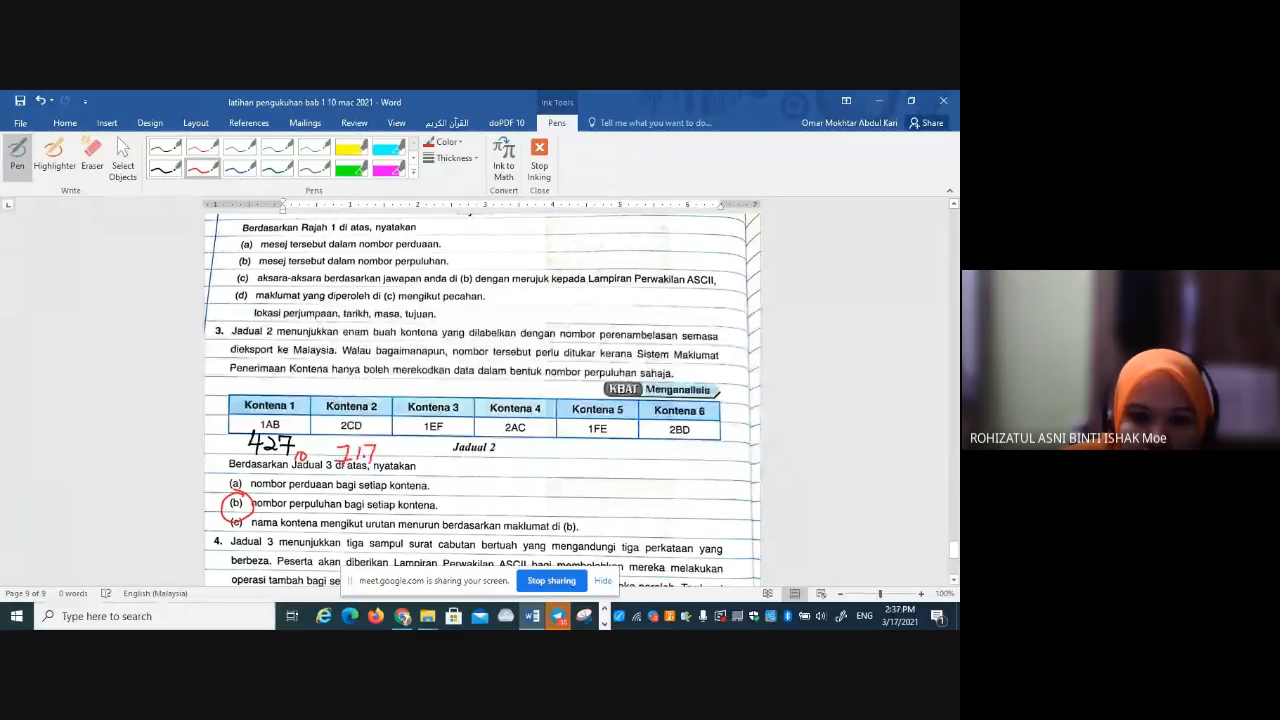 latihan pengukuhan bab 1 10 mac 2021 - Word
Ink Tools
File Home Insert Design Layout References Mailings Review View القرآن الكريم doPDF 10 Pens Tell me what you want to do... Omar Mokhtar Abdul Kari Share
Pen Highlighter Eraser Select Objects
Color
Thickness
Ink to Math
Stop Inking
Write Pens Convert Close
Berdasarkan Rajah 1 di atas, nyatakan
(a) mesej tersebut dalam nombor perduaan.
(b) mesej tersebut dalam nombor perpuluhan.
(c) aksara-aksara berdasarkan jawapan anda di (b) dengan merujuk kepada Lampiran Perwakilan ASCII,
(d) maklumat yang diperoleh di (c) mengikut pecahan.
lokasi perjumpaan, tarikh, masa, tujuan.
3. Jadual 2 menunjukkan enam buah kontena yang dilabelkan dengan nombor perenambelasan semasa
dieksport ke Malaysia. Walau bagaimanapun, nombor tersebut perlu ditukar kerana Sistem Maklumat
Penerimaan Kontena hanya boleh merekodkan data dalam bentuk nombor perpuluhan sahaja.
KBAT Menganalisis
Kontena 1 Kontena 2 Kontena 3 Kontena 4 Kontena 5 Kontena 6
1AB 2CD 1EF 2AC 1FE 2BD
427 10 717
Jadual 2
Berdasarkan Jadual 3 di atas, nyatakan
(a) nombor perduaan bagi setiap kontena.
(b) nombor perpuluhan bagi setiap kontena.
(c) nama kontena mengikut urutan menurun berdasarkan maklumat di (b).
4. Jadual 3 menunjukkan tiga sampul surat cabutan bertuah yang mengandungi tiga perkataan yang
berbeza. Peserta akan diberikan Lampiran Perwakilan ASCII bagi membolehkan mereka melakukan
operasi tambah bagi se
meet.google.com is sharing your screen. Stop sharing Hide
Page 9 of 9 0 words English (Malaysia) 100%
Type here to search
ENG
2:37 PM
3/17/2021
ROHIZATUL ASNI BINTI ISHAK Moe